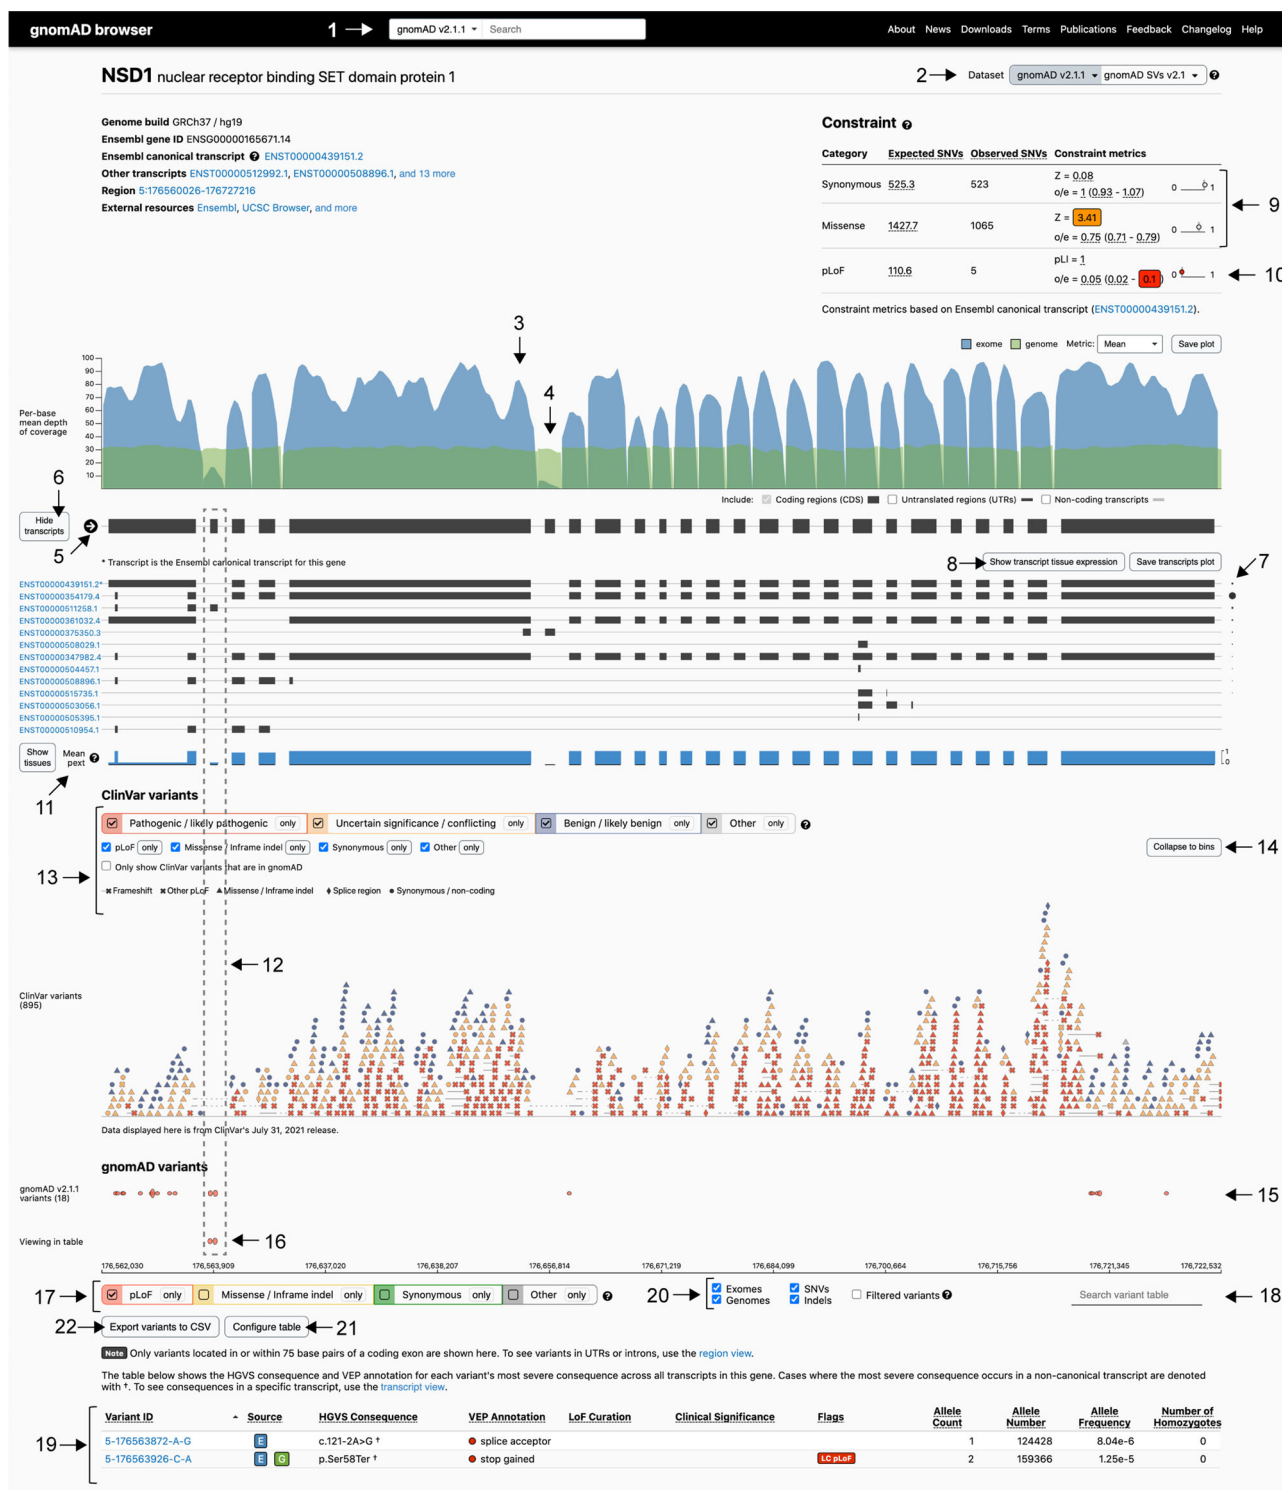 gnomAD browser
1
gnomAD v2.1.1
Search
About News Downloads Terms Publications Feedback Changelog Help
NSD1 nuclear receptor binding SET domain protein 1
2
Dataset gnomAD v2.1.1 gnomAD SVs v2.1 ?
Genome build GRCh37 / hg19
Ensembl gene ID ENSG00000165671.14
Ensembl canonical transcript ? ENST00000439151.2
Other transcripts ENST00000512992.1, ENST00000508896.1, and 13 more
Region 5:176560026-176727216
External resources Ensembl, UCSC Browser, and more
Constraint ?
Category Expected SNVs Observed SNVs Constraint metrics
Synonymous 525.3 523 Z = 0.08
o/e = 1 (0.93 - 1.07) 0 1
9
Missense 1427.7 1065 Z = 3.41
o/e = 0.75 (0.71 - 0.79) 0 1
pLoF 110.6 5 pLI = 1
o/e = 0.05 (0.02 - 0.1) 0 1
10
Constraint metrics based on Ensembl canonical transcript (ENST00000439151.2).
3
4
exome genome Metric: Mean Save plot
100
90
80
70
60
50
40
30
20
10
Per-base
mean depth
of coverage
Include: Coding regions (CDS) Untranslated regions (UTRs) Non-coding transcripts
6
Hide
transcripts
5
* Transcript is the Ensembl canonical transcript for this gene
8
Show transcript tissue expression
Save transcripts plot
7
ENST00000439151.2*
ENST00000354179.4
ENST00000511258.1
ENST00000361032.4
ENST00000375350.3
ENST00000508029.1
ENST00000347982.4
ENST00000504457.1
ENST00000508896.1
ENST00000515735.1
ENST00000503056.1
ENST00000505395.1
ENST00000510954.1
Show
tissues
Mean
pext ?
1
0
11
ClinVar variants
Pathogenic / likely pathogenic only Uncertain significance / conflicting only Benign / likely benign only Other only ?
pLoF only Missense / Inframe indel only Synonymous only Other only
Collapse to bins
14
Only show ClinVar variants that are in gnomAD
13
Frameshift Other pLoF Missense / Inframe indel Splice region Synonymous / non-coding
12
ClinVar variants
(895)
Data displayed here is from ClinVar's July 31, 2021 release.
gnomAD variants
gnomAD v2.1.1
variants (18)
15
Viewing in table
16
176,562,030 176,563,909 176,637,020 176,638,207 176,656,814 176,671,219 176,684,099 176,700,664 176,715,756 176,721,345 176,722,532
17
pLoF only Missense / Inframe indel only Synonymous only Other only ?
20
Exomes SNVs
Genomes Indels
Filtered variants ?
Search variant table
18
22
Export variants to CSV
Configure table
21
Note Only variants located in or within 75 base pairs of a coding exon are shown here. To see variants in UTRs or introns, use the region view.
The table below shows the HGVS consequence and VEP annotation for each variant's most severe consequence across all transcripts in this gene. Cases where the most severe consequence occurs in a non-canonical transcript are denoted
with †. To see consequences in a specific transcript, use the transcript view.
19
Variant ID Source HGVS Consequence VEP Annotation LoF Curation Clinical Significance Flags Allele Count Allele Number Allele Frequency Number of Homozygotes
5-176563872-A-G E c.121-2A>G † splice acceptor 1 124428 8.04e-6 0
5-176563926-C-A E G p.Ser58Ter † stop gained LC pLoF 2 159366 1.25e-5 0